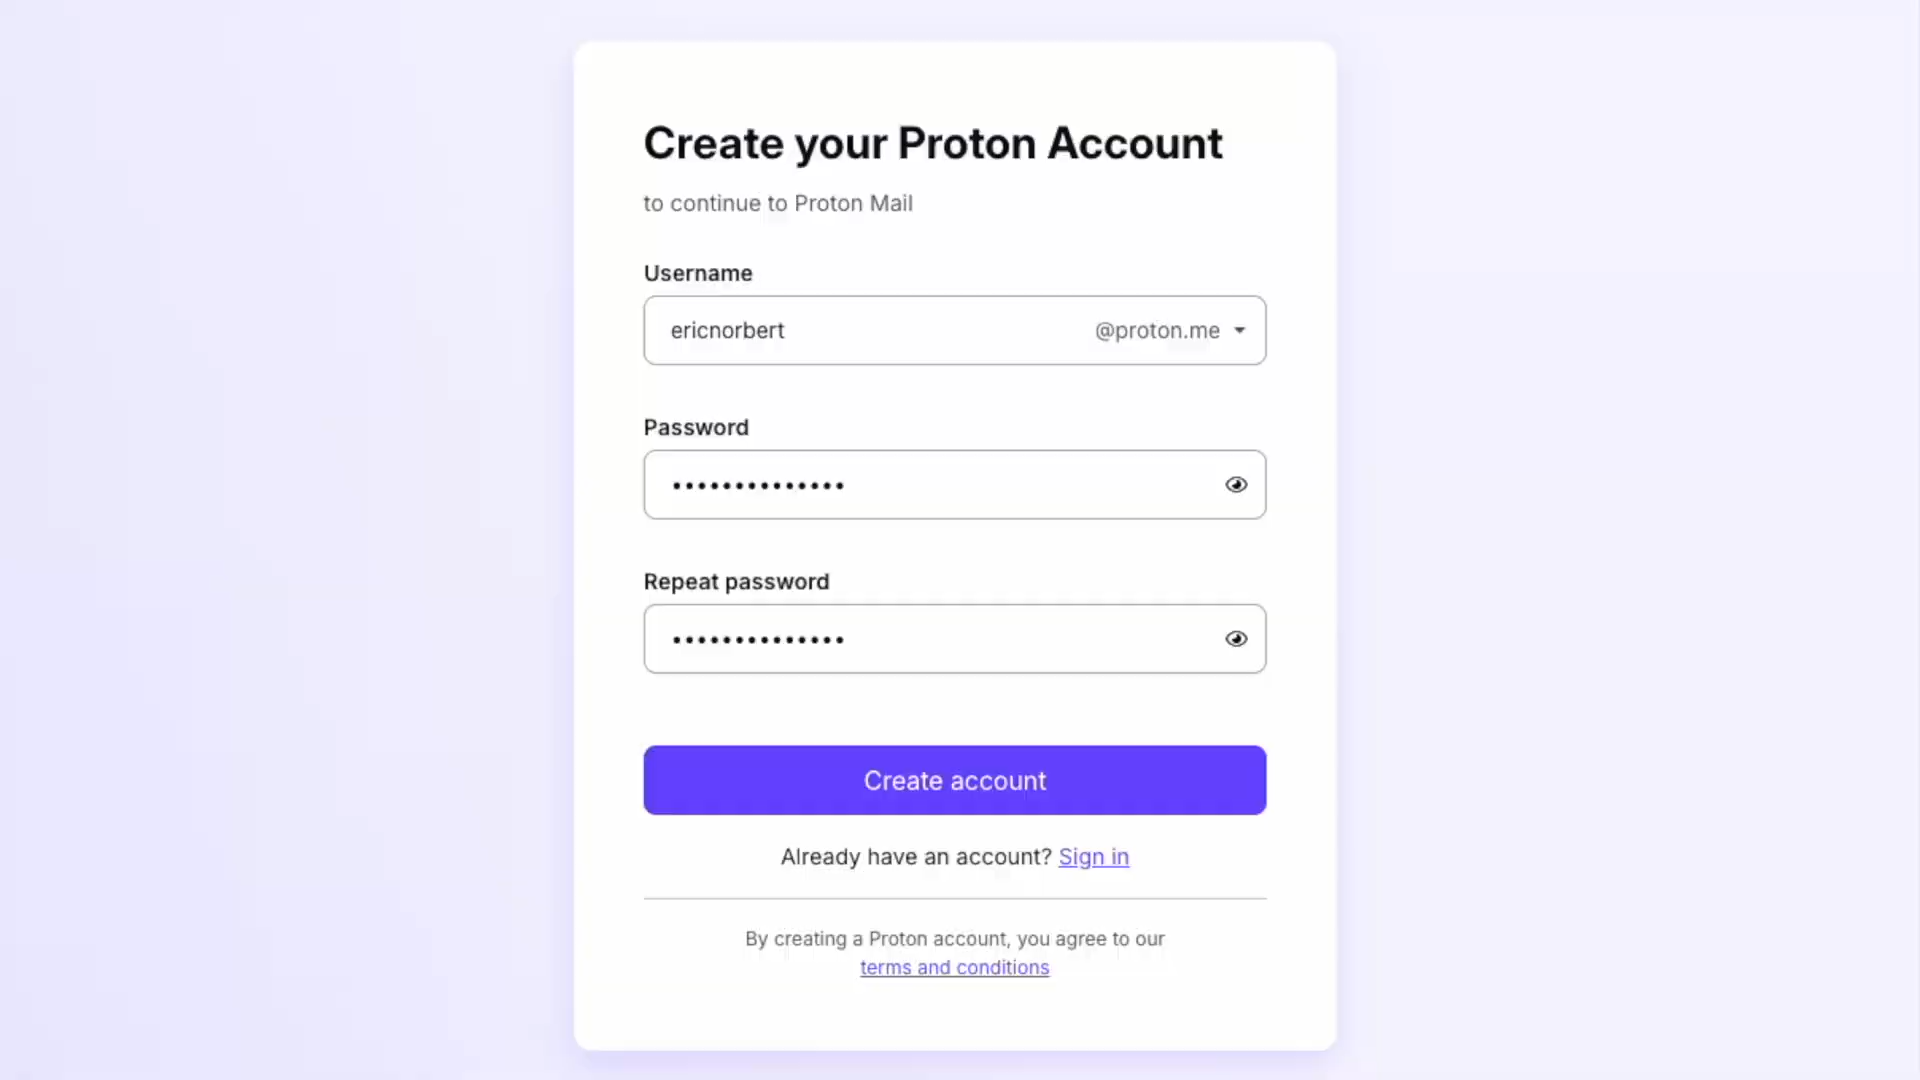 Create your Proton Account
to continue to Proton Mail
Username
ericnorbert @proton.me
Password
••••••••••••••
Repeat password
••••••••••••••
Create account
Already have an account? Sign in
By creating a Proton account, you agree to our
terms and conditions